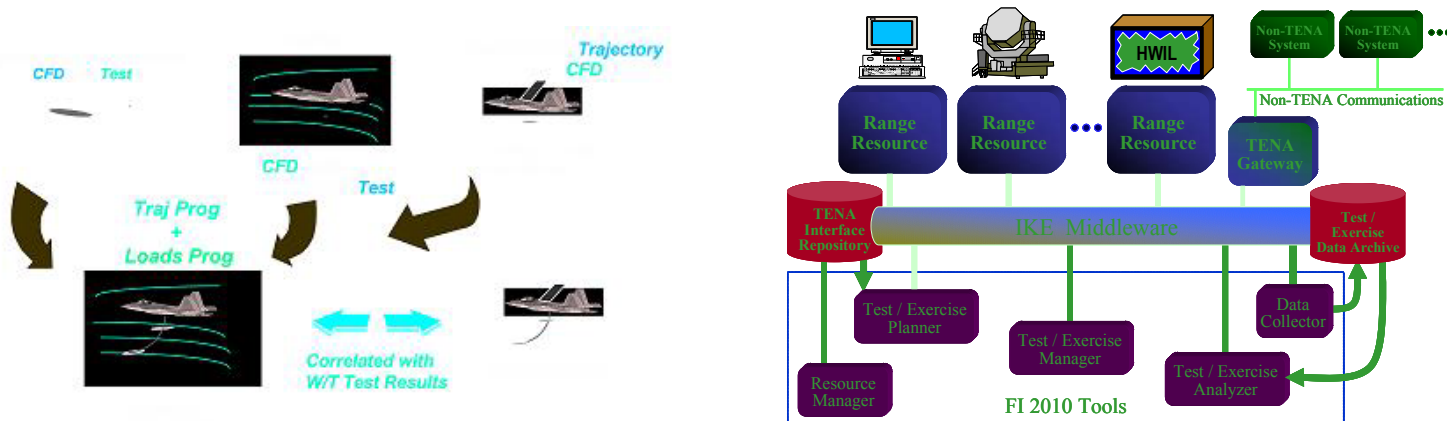 CFD Test
Trajectory
CFD
CFD
Test
Traj Prog
+
Loads Prog
Correlated with
W/T Test Results
HWIL
Non-TENA
System
Non-TENA
System
Non-TENA Communications
Range
Resource
Range
Resource
Range
Resource
TENA
Gateway
TENA
Interface
Repository
IKE Middleware
Test /
Exercise
Data Archive
Test / Exercise
Planner
Data
Collector
Test / Exercise
Manager
Test / Exercise
Analyzer
Resource
Manager
FI 2010 Tools